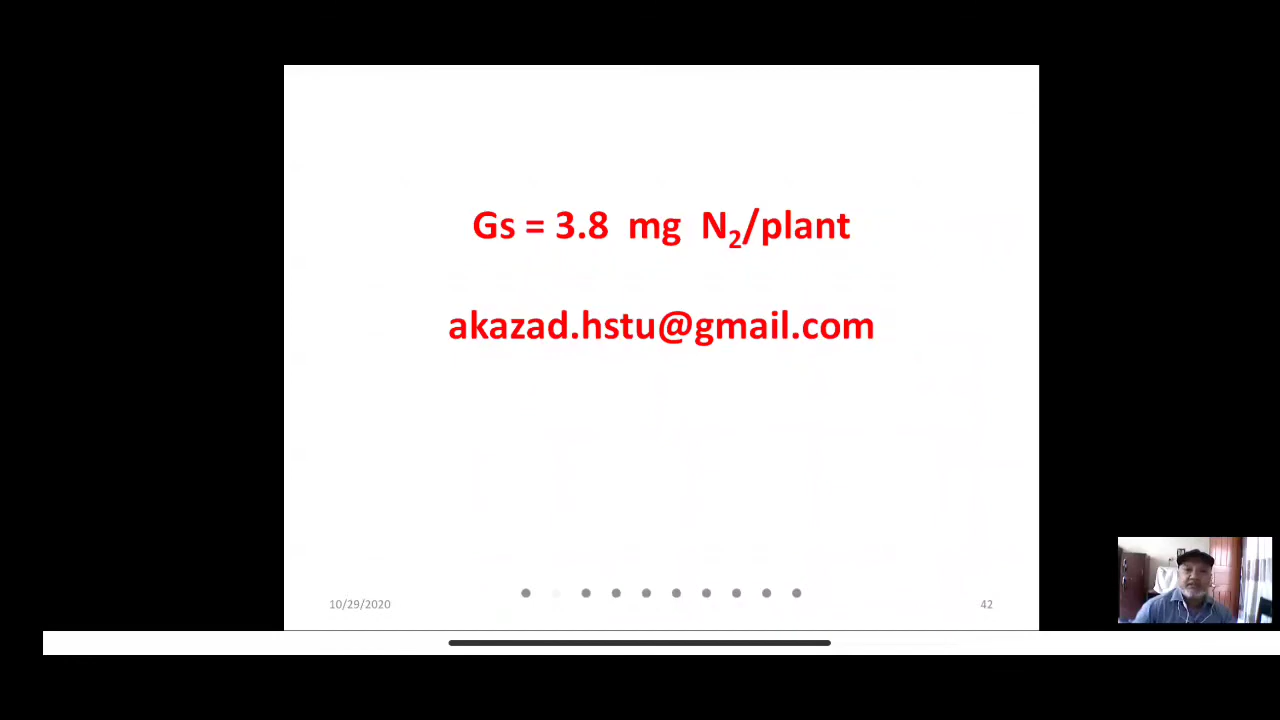 Gs = 3.8 mg N₂/plant
akazad.hstu@gmail.com
10/29/2020
42